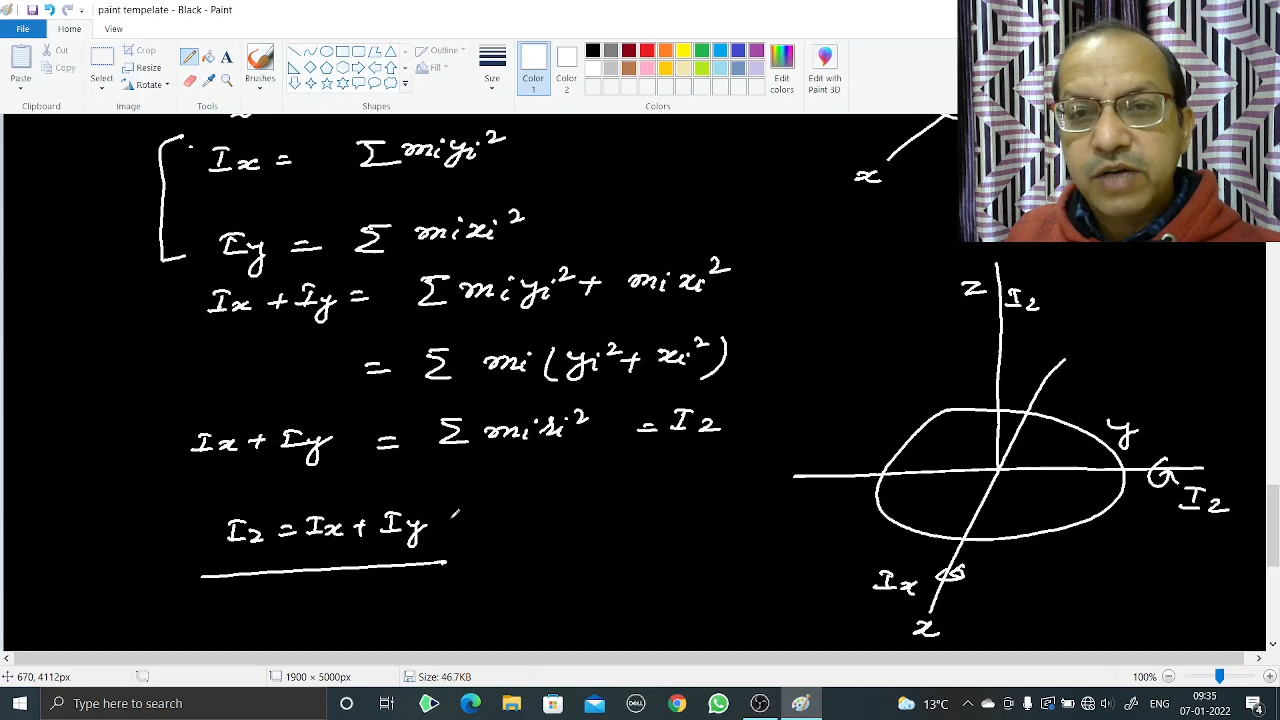 paint template - Black - Paint
File Home View
Paste Cut Copy Clipboard
Select Crop Resize Rotate Image
Tools
Brushes
Outline Fill Shapes
Size
Color 1 Color 2 Edit colors Colors
Edit with Paint 3D
Ix = Σ miyi²
Iy = Σ mixi²
Ix + Iy = Σ miyi² + mixi²
= Σ mi (yi² + xi²)
Ix + Iy = Σ miri² = Iz
Iz = Ix + Iy
x
z Iz
y
Iz
Ix
x
670, 4112px 1900 × 5000px Size: 46.7KB 100%
Type here to search
DELL
13°C ENG 09:35
07-01-2022